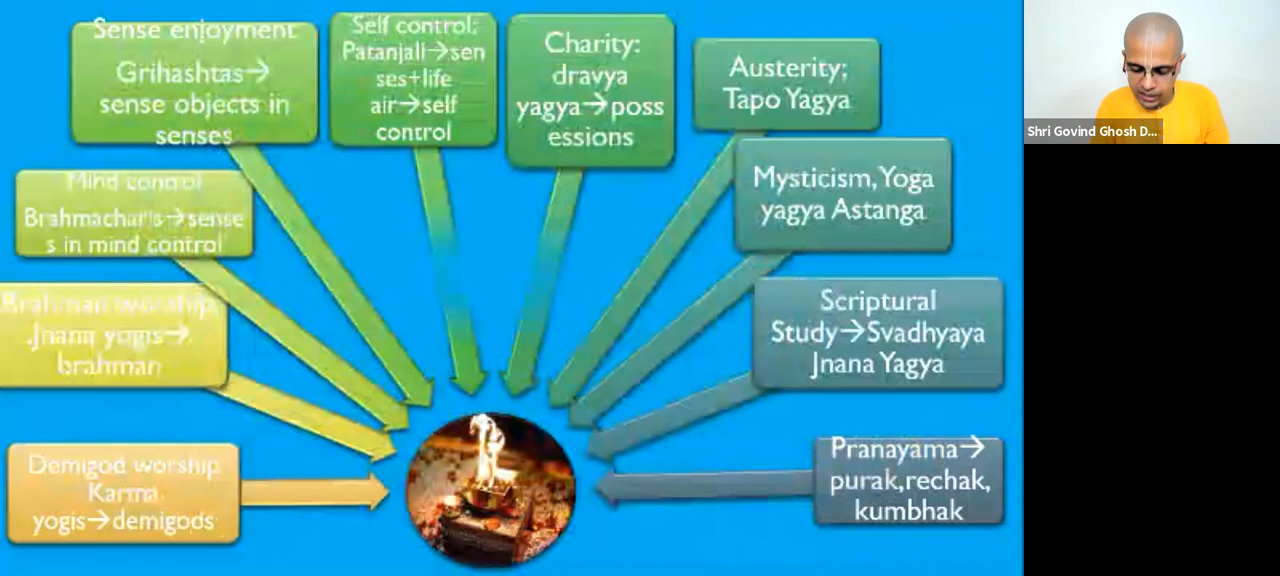 Sense enjoyment
Grihashtas→
sense objects in
senses
Self control;
Patanjali→sen
ses+life
air→self
control
Charity:
dravya
yagya→poss
essions
Austerity;
Tapo Yagya
Mind control
Brahmachari's→sense
s in mind control
Mysticism, Yoga
yagya Astanga
Brahman worship
Jnana yogis→
brahman
Scriptural
Study→Svadhyaya
Jnana Yagya
Demigod worship
Karma
yogis→demigods
Pranayama→
purak,rechak,
kumbhak
Shri Govind Ghosh D...